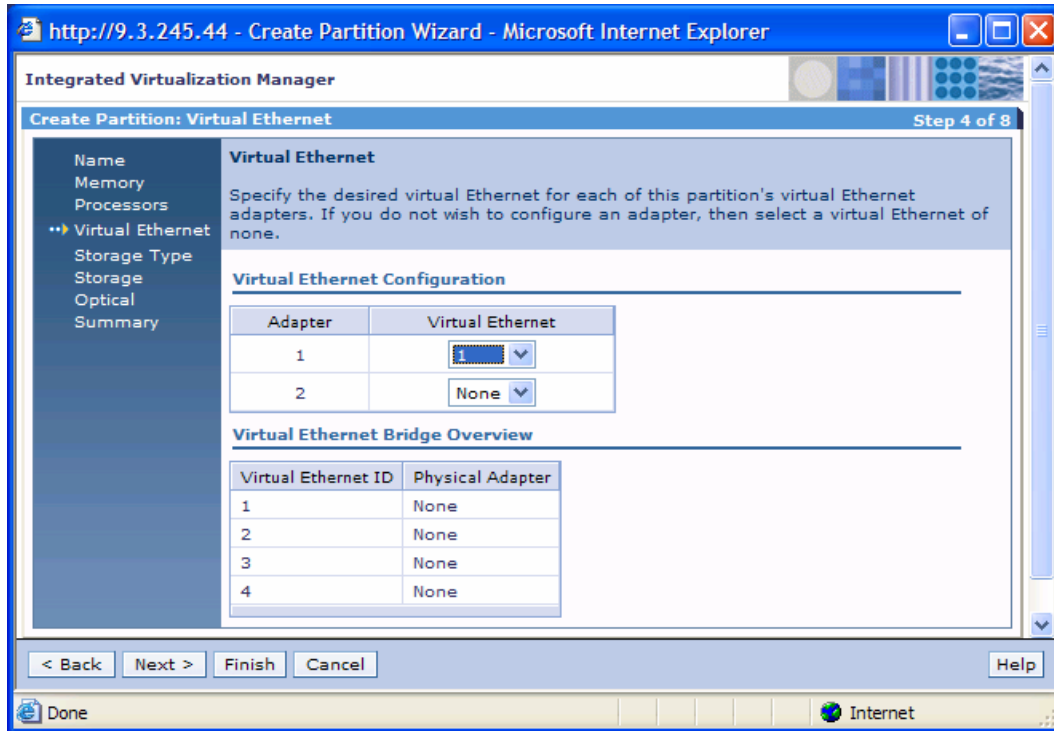 http://9.3.245.44 - Create Partition Wizard - Microsoft Internet Explorer
Integrated Virtualization Manager
Create Partition: Virtual Ethernet
Step 4 of 8
Name
Memory
Processors
Virtual Ethernet
Storage Type
Storage
Optical
Summary
Virtual Ethernet
Specify the desired virtual Ethernet for each of this partition's virtual Ethernet
adapters. If you do not wish to configure an adapter, then select a virtual Ethernet of
none.
Virtual Ethernet Configuration
Adapter Virtual Ethernet
1 1
2 None
Virtual Ethernet Bridge Overview
Virtual Ethernet ID Physical Adapter
1 None
2 None
3 None
4 None
< Back Next > Finish Cancel Help
Done Internet